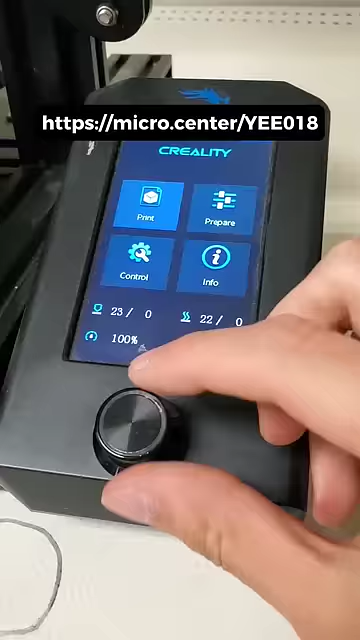 https://micro.center/YEE018
CREALITY
Print
Prepare
Control
Info
23 / 0
22 / 0
100%